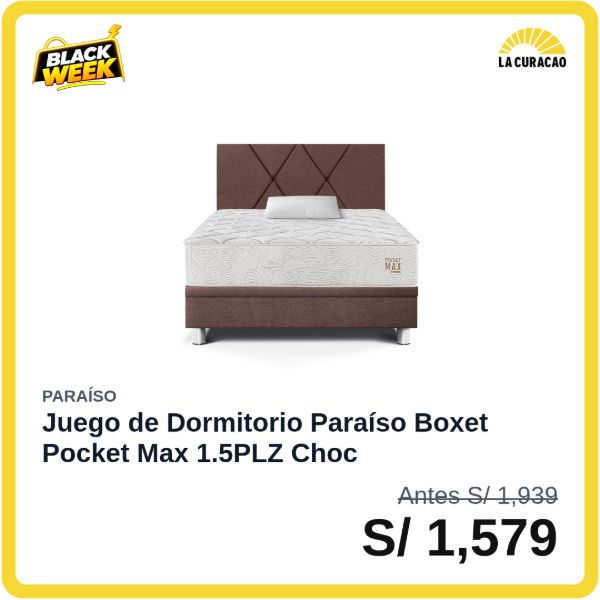 BLACK
WEEK
LA CURACAO
POCKET
MAX
PARAÍSO
Juego de Dormitorio Paraíso Boxet
Pocket Max 1.5PLZ Choc
Antes S/ 1,939
S/ 1,579